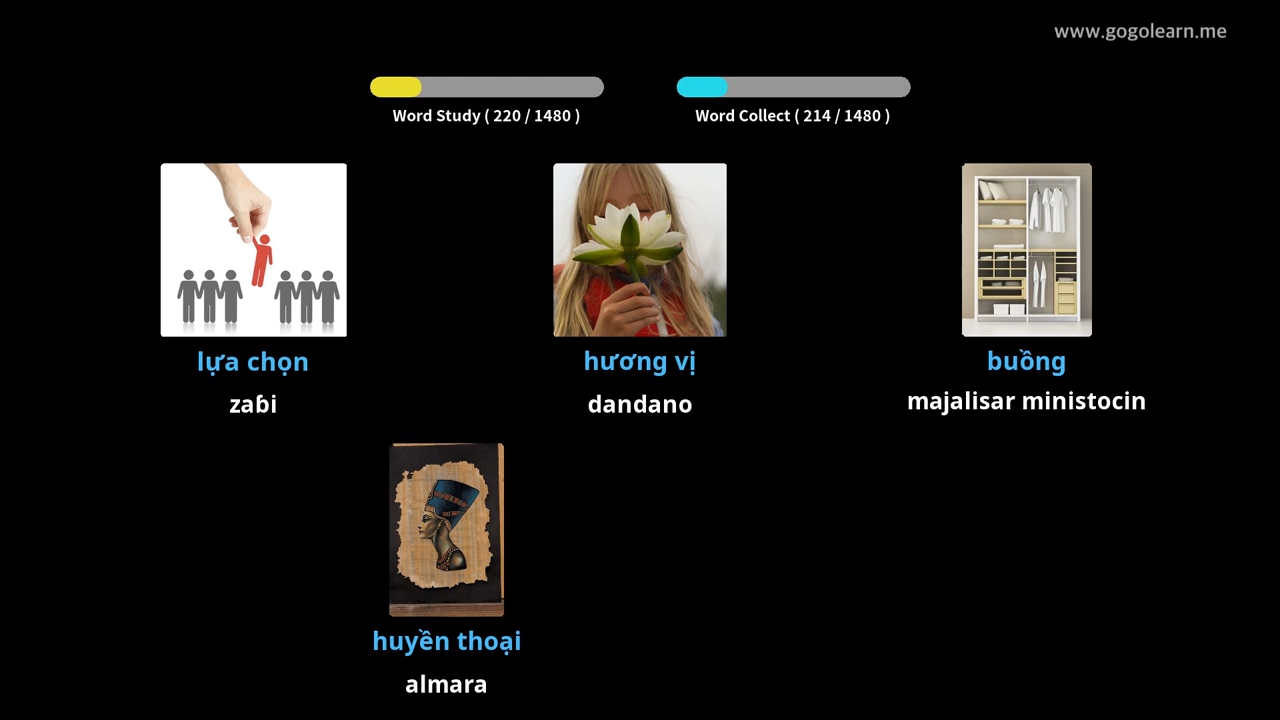 www.gogolearn.me
Word Study ( 220 / 1480 )
Word Collect ( 214 / 1480 )
lựa chọn
zaɓi
hương vị
dandano
buồng
majalisar ministocin
huyền thoại
almara